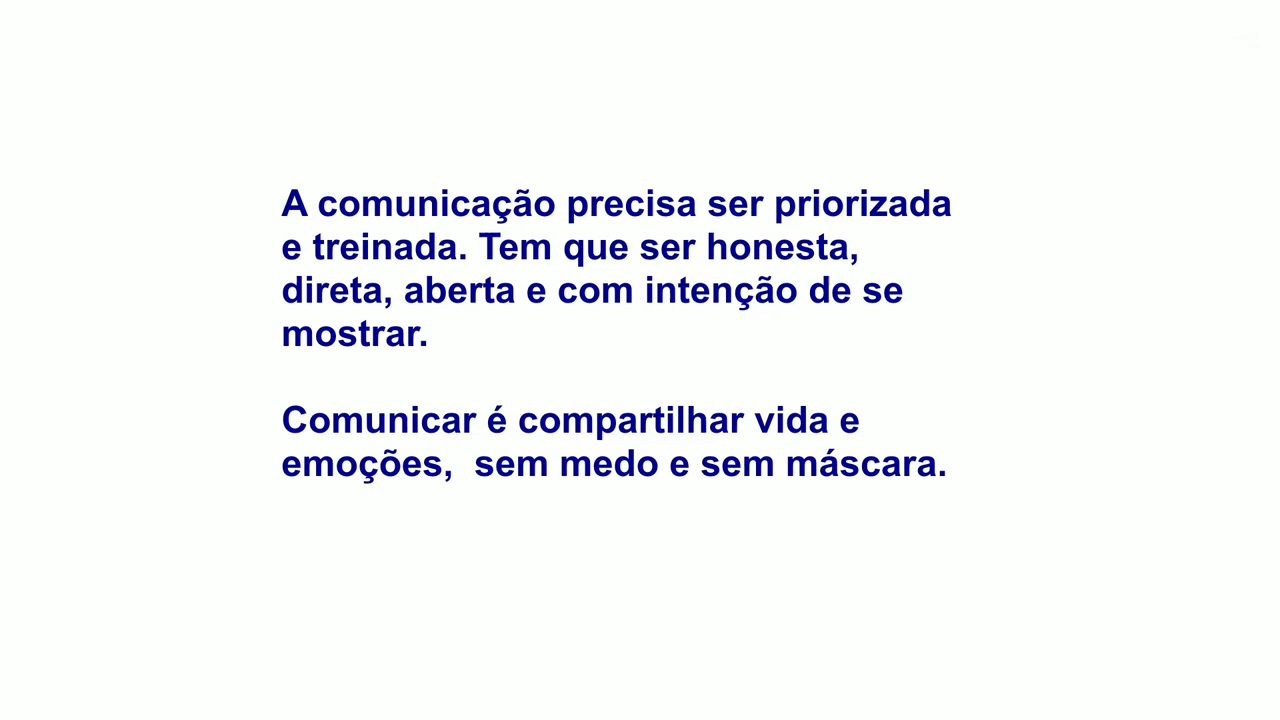 A comunicação precisa ser priorizada
e treinada. Tem que ser honesta,
direta, aberta e com intenção de se
mostrar.
Comunicar é compartilhar vida e
emoções,  sem medo e sem máscara.